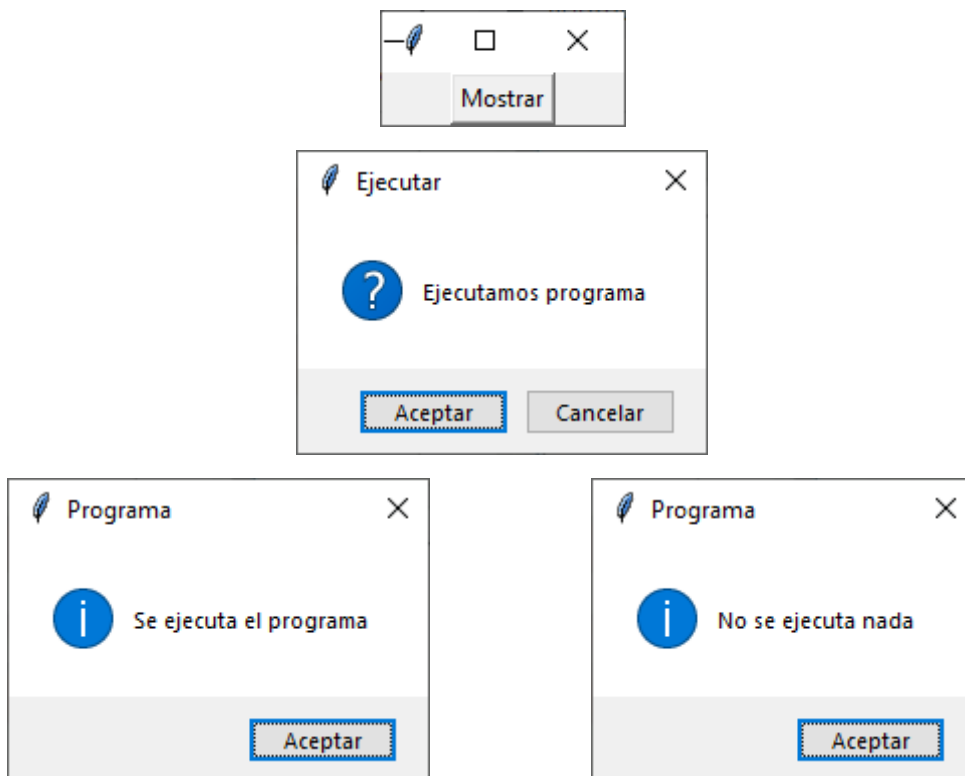 Mostrar
Ejecutar
Ejecutamos programa
Aceptar Cancelar
Programa
Se ejecuta el programa
Aceptar
Programa
No se ejecuta nada
Aceptar